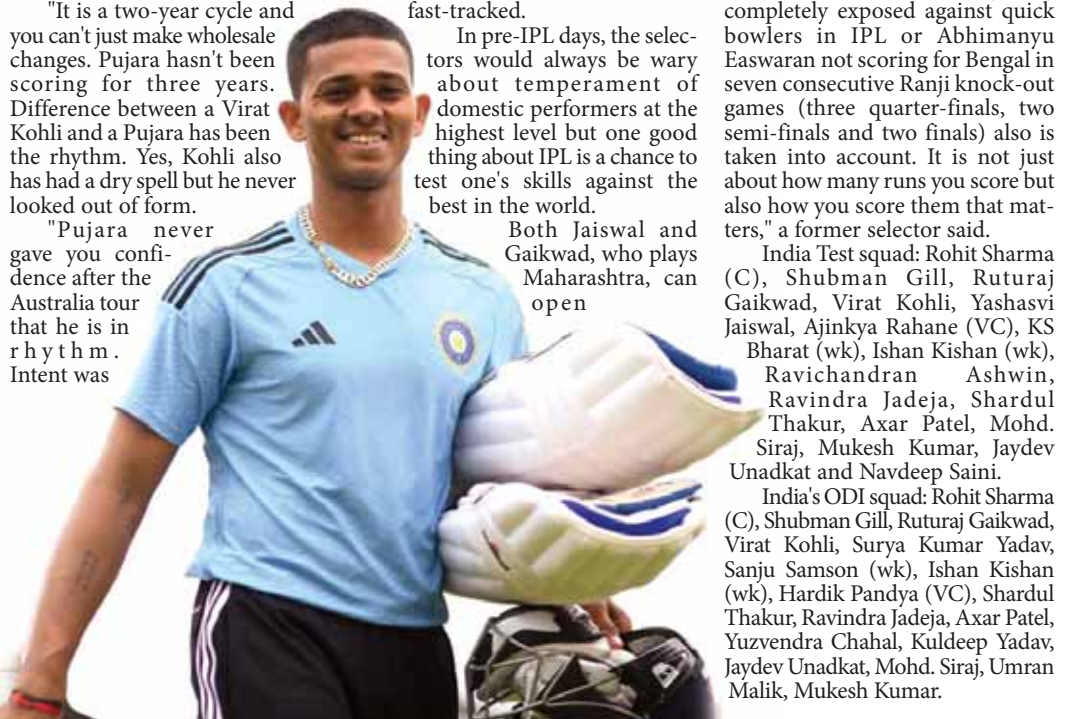 "It is a two-year cycle and
you can't just make wholesale
changes. Pujara hasn't been
scoring for three years.
Difference between a Virat
Kohli and a Pujara has been
the rhythm. Yes, Kohli also
has had a dry spell but he never
looked out of form.
"Pujara never
gave you confi-
dence after the
Australia tour
that he is in
rhythm.
Intent was
fast-tracked.
In pre-IPL days, the selec-
tors would always be wary
about temperament of
domestic performers at the
highest level but one good
thing about IPL is a chance to
test one's skills against the
best in the world.
Both Jaiswal and
Gaikwad, who plays
Maharashtra, can
open
completely exposed against quick
bowlers in IPL or Abhimanyu
Easwaran not scoring for Bengal in
seven consecutive Ranji knock-out
games (three quarter-finals, two
semi-finals and two finals) also is
taken into account. It is not just
about how many runs you score but
also how you score them that mat-
ters," a former selector said.
India Test squad: Rohit Sharma
(C), Shubman Gill, Ruturaj
Gaikwad, Virat Kohli, Yashasvi
Jaiswal, Ajinkya Rahane (VC), KS
Bharat (wk), Ishan Kishan (wk),
Ravichandran Ashwin,
Ravindra Jadeja, Shardul
Thakur, Axar Patel, Mohd.
Siraj, Mukesh Kumar, Jaydev
Unadkat and Navdeep Saini.
India's ODI squad: Rohit Sharma
(C), Shubman Gill, Ruturaj Gaikwad,
Virat Kohli, Surya Kumar Yadav,
Sanju Samson (wk), Ishan Kishan
(wk), Hardik Pandya (VC), Shardul
Thakur, Ravindra Jadeja, Axar Patel,
Yuzvendra Chahal, Kuldeep Yadav,
Jaydev Unadkat, Mohd. Siraj, Umran
Malik, Mukesh Kumar.